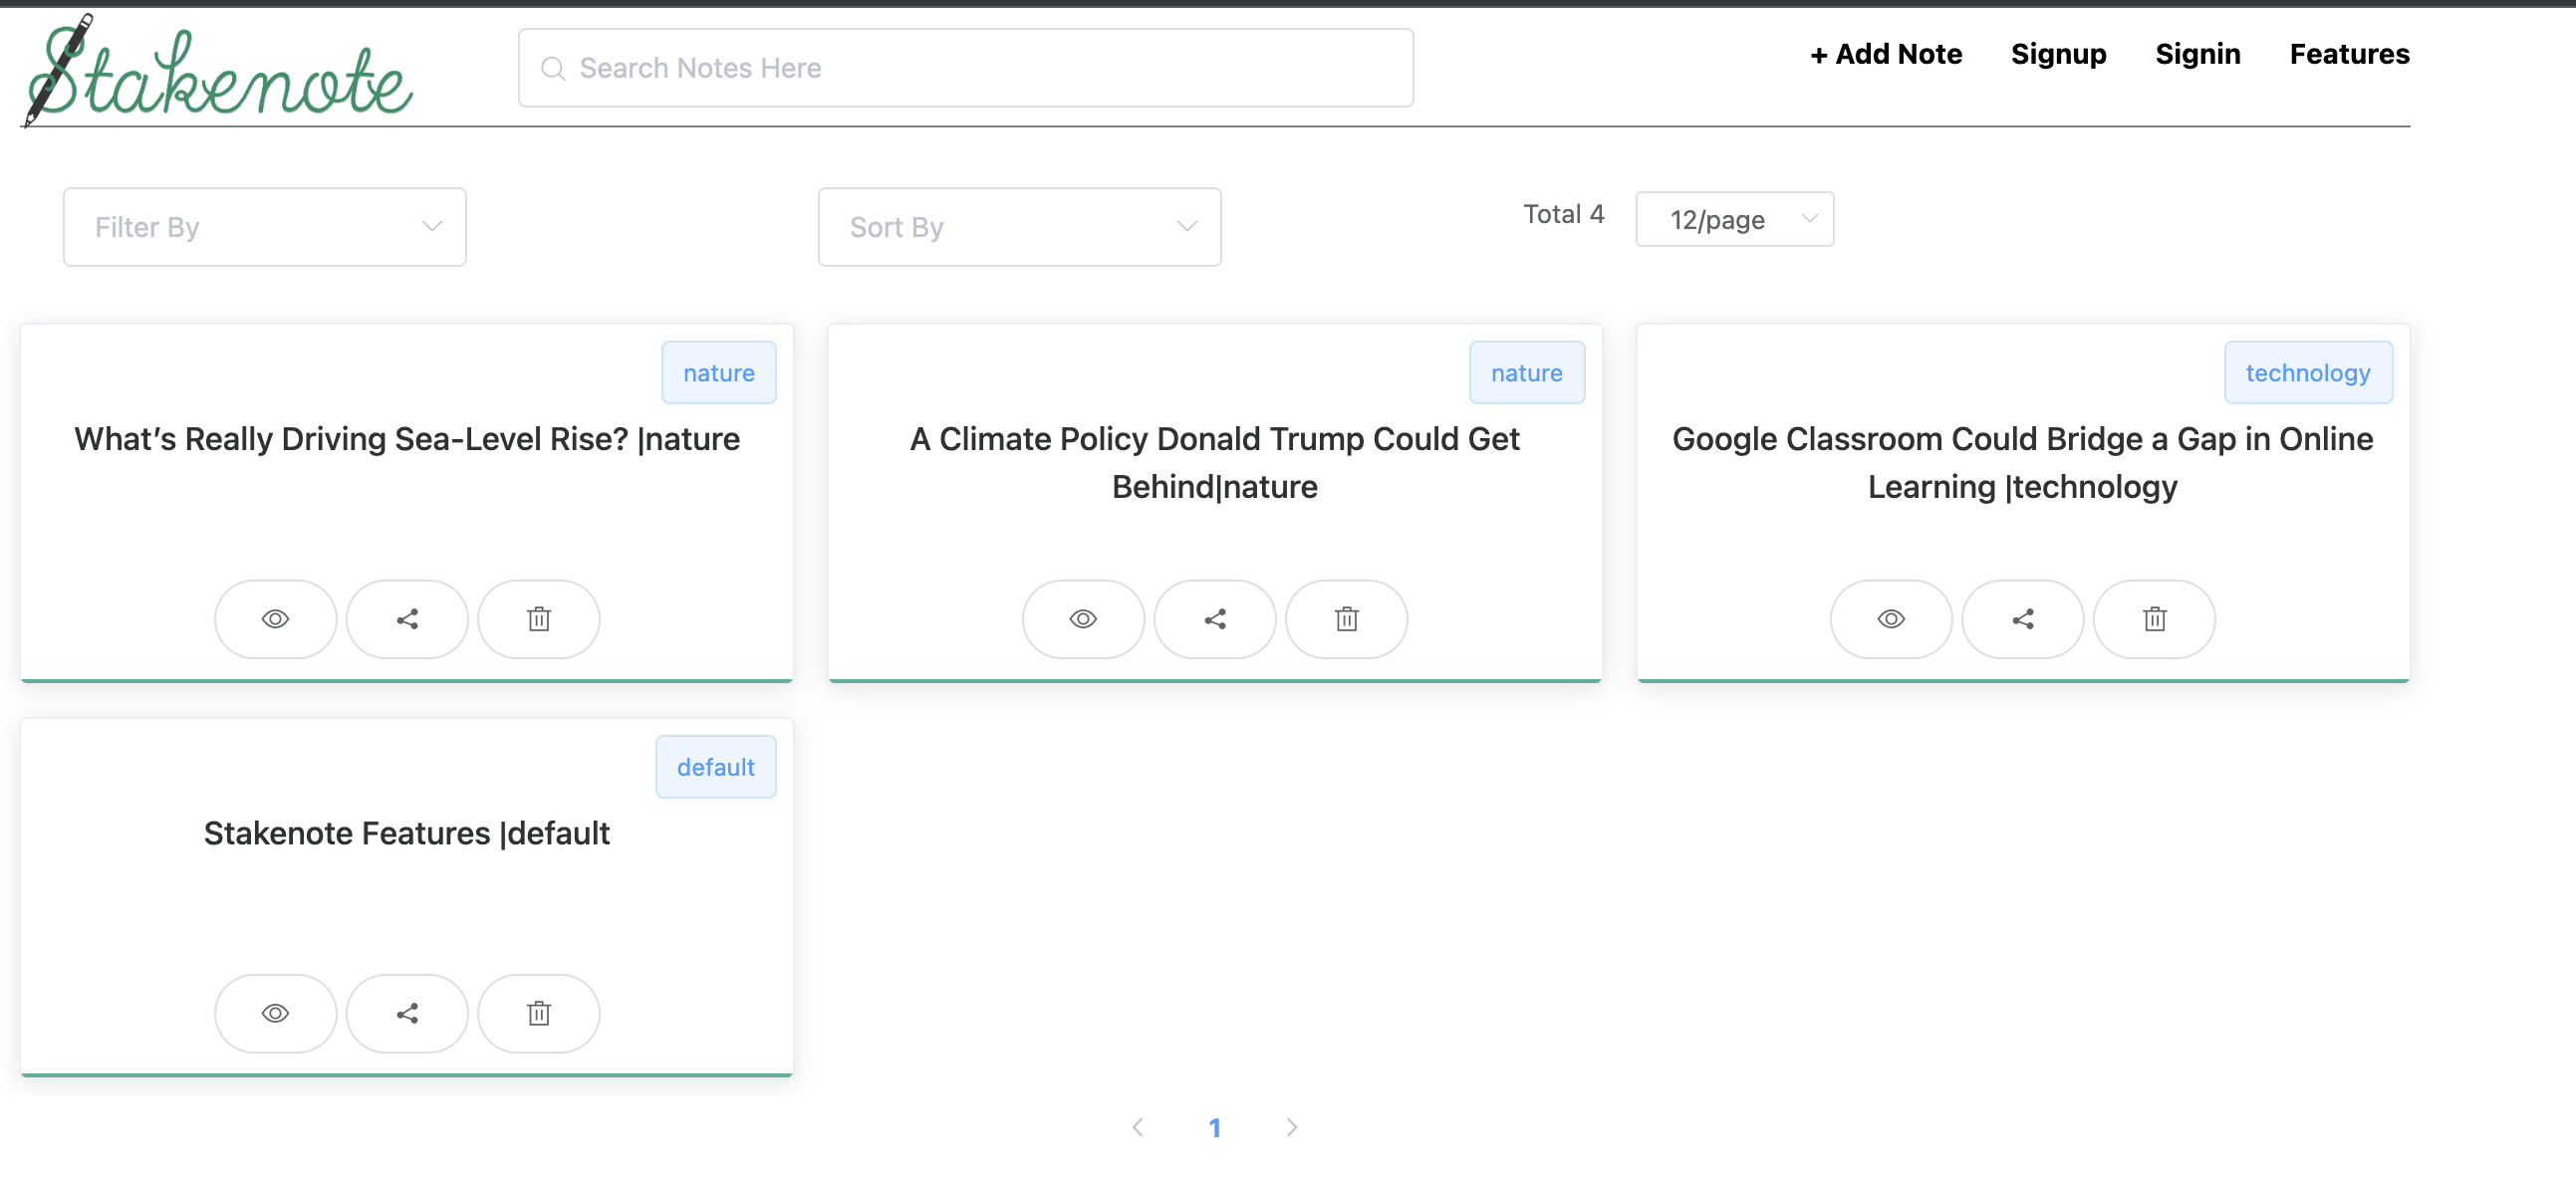 Stakenote
Search Notes Here
+ Add Note
Signup
Signin
Features
Filter By
Sort By
Total 4
12/page
nature
What’s Really Driving Sea-Level Rise? |nature
nature
A Climate Policy Donald Trump Could Get
Behind|nature
technology
Google Classroom Could Bridge a Gap in Online
Learning |technology
default
Stakenote Features |default
1